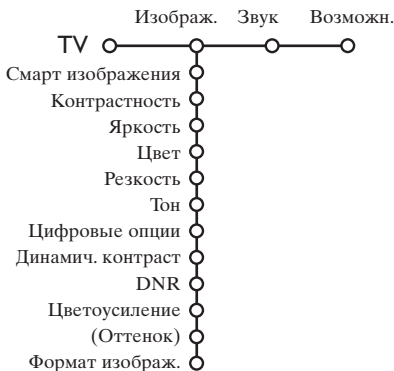 Изображ. Звук Возможн.
TV
Смарт изображения
Контрастность
Яркость
Цвет
Резкость
Тон
Цифровые опции
Динамич. контраст
DNR
Цветоусиление
(Оттенок)
Формат изображ.